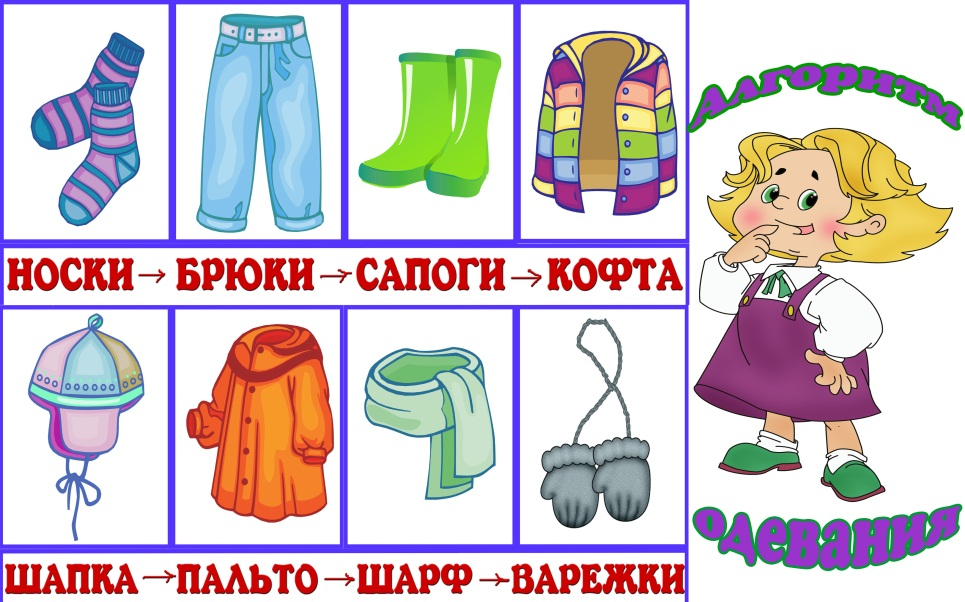 Алгоритм
НОСКИ → БРЮКИ → САПОГИ → КОФТА
ШАПКА → ПАЛЬТО → ШАРФ → ВАРЕЖКИ
одевания